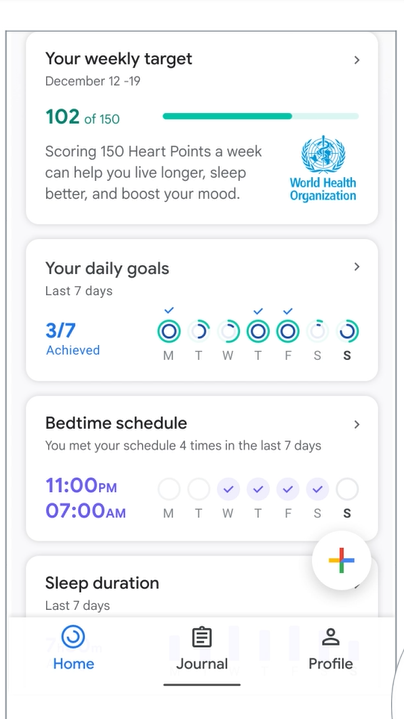 Your weekly target
December 12 -19
102 of 150
Scoring 150 Heart Points a week
can help you live longer, sleep
better, and boost your mood.
World Health
Organization
Your daily goals
Last 7 days
3/7
Achieved
M T W T F S S
Bedtime schedule
You met your schedule 4 times in the last 7 days
11:00PM
07:00AM
M T W T F S S
Sleep duration
Last 7 days
Home Journal Profile